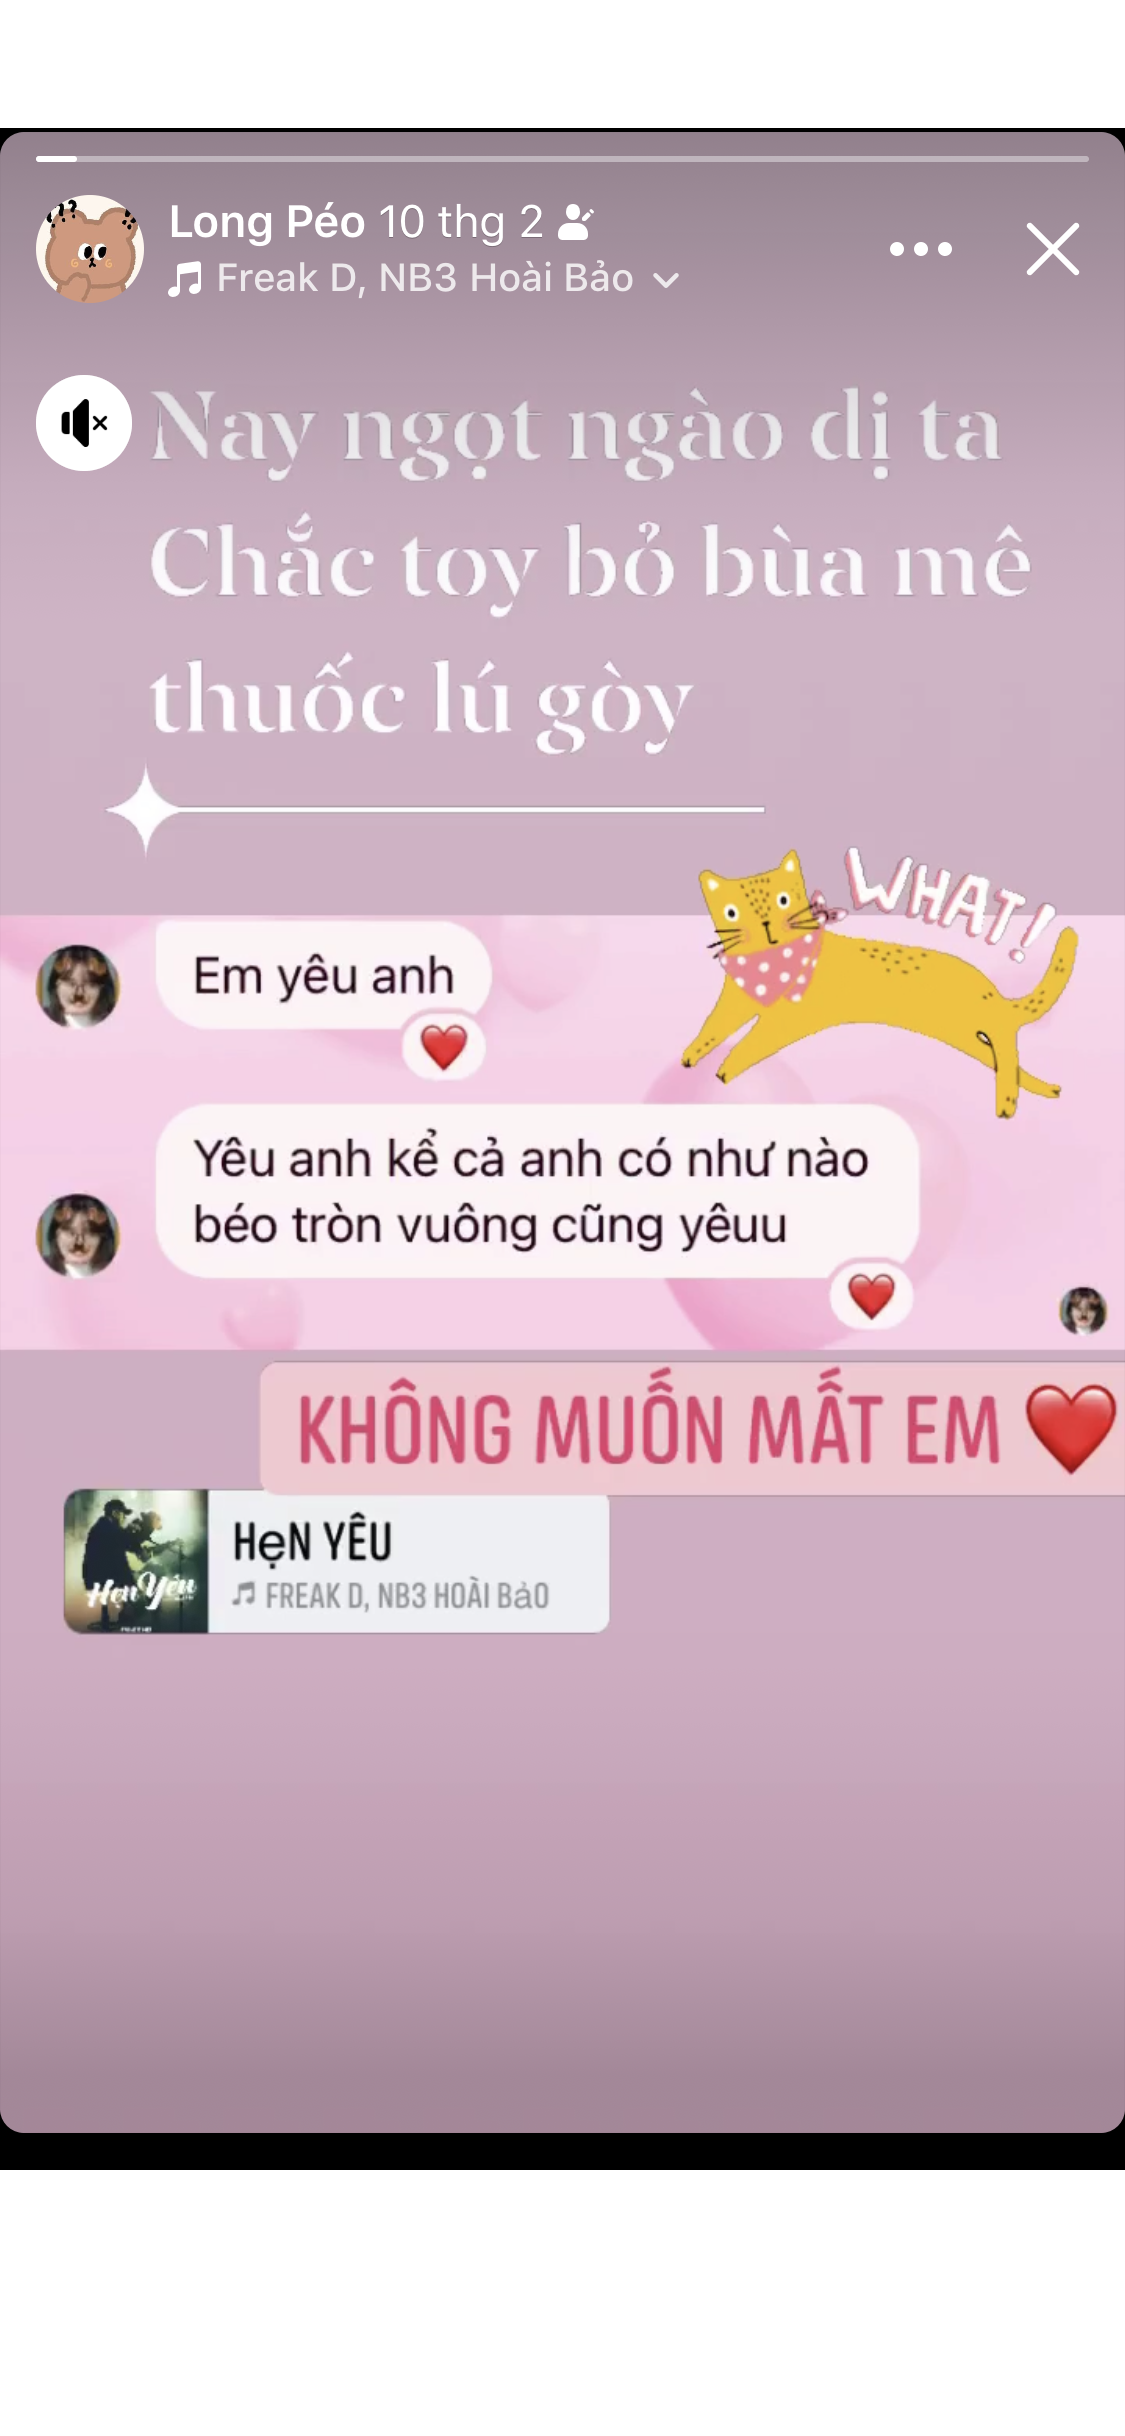 Long Péo 10 thg 2
Freak D, NB3 Hoài Bảo
Nay ngọt ngào dị ta
Chắc toy bỏ bùa mê
thuốc lú gòy
WHAT!
Em yêu anh
Yêu anh kể cả anh có như nào
béo tròn vuông cũng yêuu
KHÔNG MUỐN MẤT EM ❤️
Hẹn Yêu
HẹN YÊU
FREAK D, NB3 HOÀI BảO